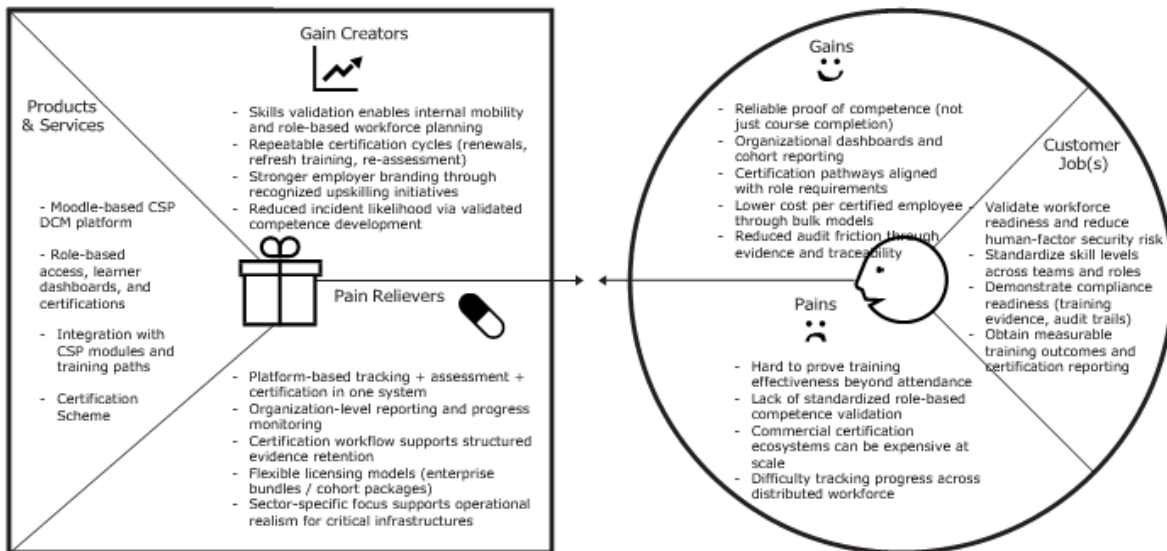 Gain Creators
- Skills validation enables internal mobility
and role-based workforce planning
- Repeatable certification cycles (renewals,
refresh training, re-assessment)
- Stronger employer branding through
recognized upskilling initiatives
- Reduced incident likelihood via validated
competence development
Products
& Services
- Moodle-based CSP
DCM platform
- Role-based
access, learner
dashboards, and
certifications
- Integration with
CSP modules and
training paths
- Certification
Scheme
Pain Relievers
- Platform-based tracking + assessment +
certification in one system
- Organization-level reporting and progress
monitoring
- Certification workflow supports structured
evidence retention
- Flexible licensing models (enterprise
bundles / cohort packages)
- Sector-specific focus supports operational
realism for critical infrastructures
Gains
- Reliable proof of competence (not
just course completion)
- Organizational dashboards and
cohort reporting
- Certification pathways aligned
with role requirements
- Lower cost per certified employee
through bulk models
- Reduced audit friction through
evidence and traceability
Pains
- Hard to prove training
effectiveness beyond attendance
- Lack of standardized role-based
competence validation
- Commercial certification
ecosystems can be expensive at
scale
- Difficulty tracking progress across
distributed workforce
Customer
Job(s)
- Validate workforce
readiness and reduce
human-factor security risk
- Standardize skill levels
across teams and roles
- Demonstrate compliance
readiness (training
evidence, audit trails)
- Obtain measurable
training outcomes and
certification reporting